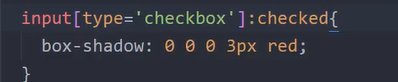 input[type='checkbox']:checked{
box-shadow: 0 0 0 3px red;
}